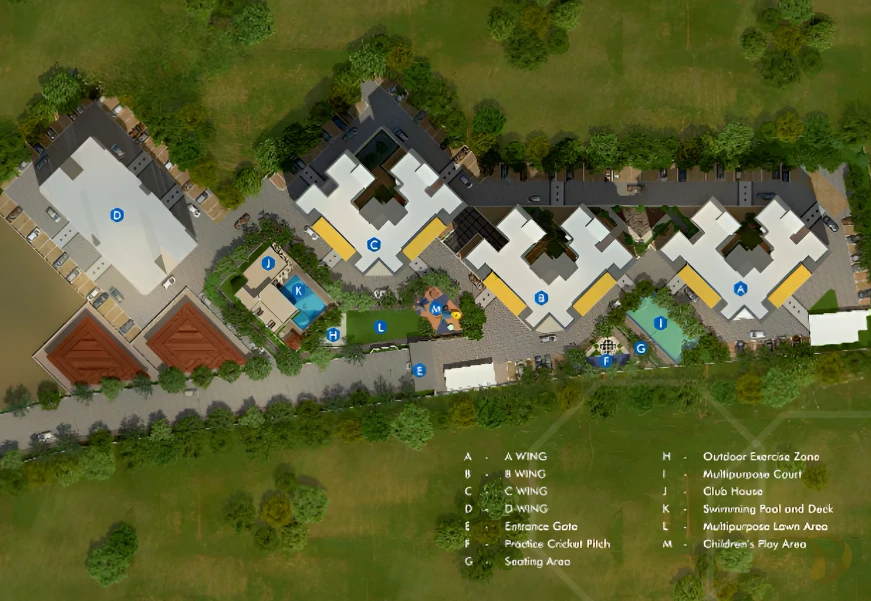 D
C
J
K
B
A
M
H
L
I
G
F
E
A - A WING
B - B WING
C - C WING
D - D WING
E - Entrance Gate
F - Practice Cricket Pitch
G Seating Area
H - Outdoor Exercise Zone
I - Multipurpose Court
J - Club House
K - Swimming Pool and Deck
L - Multipurpose Lawn Area
M - Children's Play Area